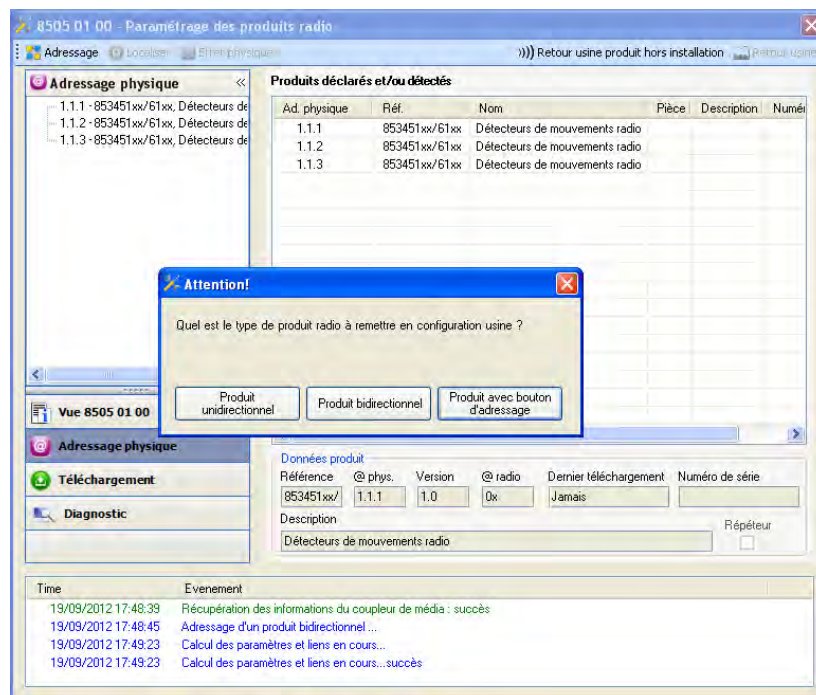 8505 01 00 - Paramétrage des produits radio
Adressage Localiser Effet physique ))) Retour usine produit hors installation Retour usine
Adressage physique «
1.1.1 - 853451xx/61xx, Détecteurs de
1.1.2 - 853451xx/61xx, Détecteurs de
1.1.3 - 853451xx/61xx, Détecteurs de
Produits déclarés et/ou détectés
Ad. physique Réf. Nom Pièce Description Numér
1.1.1 853451xx/61xx Détecteurs de mouvements radio
1.1.2 853451xx/61xx Détecteurs de mouvements radio
1.1.3 853451xx/61xx Détecteurs de mouvements radio
Attention!
Quel est le type de produit radio à remettre en configuration usine ?
Produit unidirectionnel
Produit bidirectionnel
Produit avec bouton d'adressage
Vue 8505 01 00
Adressage physique
Téléchargement
Diagnostic
Données produit
Référence @ phys. Version @ radio Dernier téléchargement Numéro de série
853451xx/ 1.1.1 1.0 0x Jamais
Description
Répéteur
Détecteurs de mouvements radio
Time Evenement
19/09/2012 17:48:39 Récupération des informations du coupleur de média : succès
19/09/2012 17:48:45 Adressage d'un produit bidirectionnel ...
19/09/2012 17:49:23 Calcul des paramètres et liens en cours...
19/09/2012 17:49:23 Calcul des paramètres et liens en cours...succès